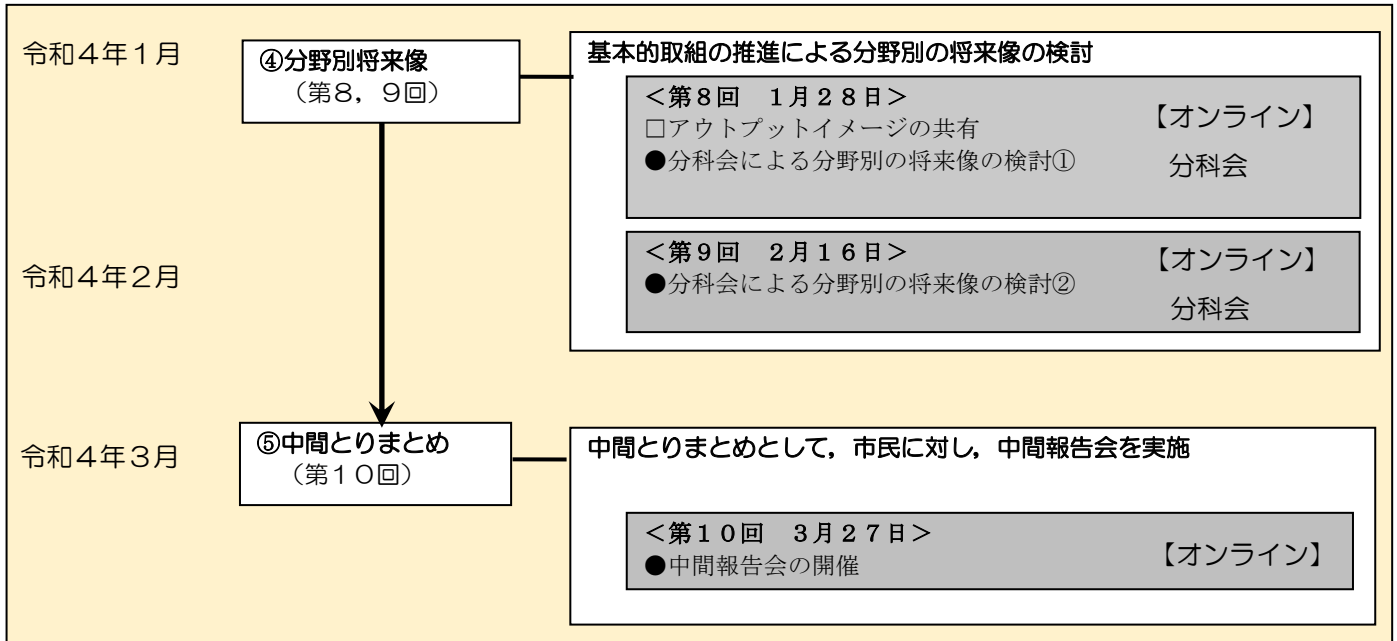 令和４年１月
④分野別将来像
（第８，９回）
基本的取組の推進による分野別の将来像の検討
＜第８回　１月２８日＞
□アウトプットイメージの共有
●分科会による分野別の将来像の検討①
【オンライン】
分科会
令和４年２月
＜第９回　２月１６日＞
●分科会による分野別の将来像の検討②
【オンライン】
分科会
令和４年３月
⑤中間とりまとめ
（第１０回）
中間とりまとめとして，市民に対し，中間報告会を実施
＜第１０回　３月２７日＞
●中間報告会の開催
【オンライン】